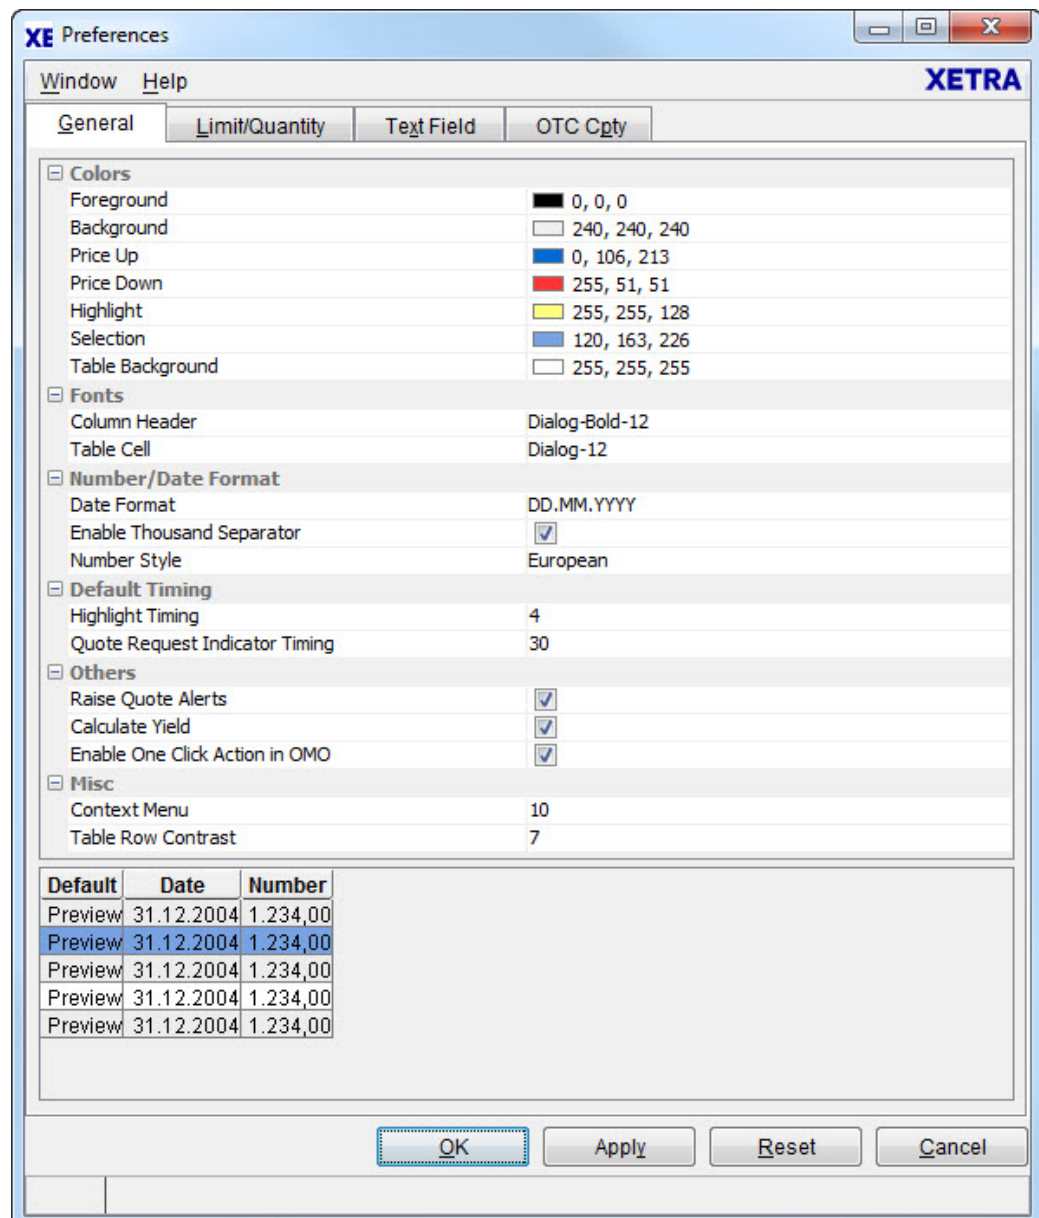 XE Preferences
Window Help XETRA
General Limit/Quantity Text Field OTC Cpty
Colors
Foreground 0, 0, 0
Background 240, 240, 240
Price Up 0, 106, 213
Price Down 255, 51, 51
Highlight 255, 255, 128
Selection 120, 163, 226
Table Background 255, 255, 255
Fonts
Column Header Dialog-Bold-12
Table Cell Dialog-12
Number/Date Format
Date Format DD.MM.YYYY
Enable Thousand Separator
Number Style European
Default Timing
Highlight Timing 4
Quote Request Indicator Timing 30
Others
Raise Quote Alerts
Calculate Yield
Enable One Click Action in OMO
Misc
Context Menu 10
Table Row Contrast 7
Default Date Number
Preview 31.12.2004 1.234,00
Preview 31.12.2004 1.234,00
Preview 31.12.2004 1.234,00
Preview 31.12.2004 1.234,00
Preview 31.12.2004 1.234,00
OK Apply Reset Cancel